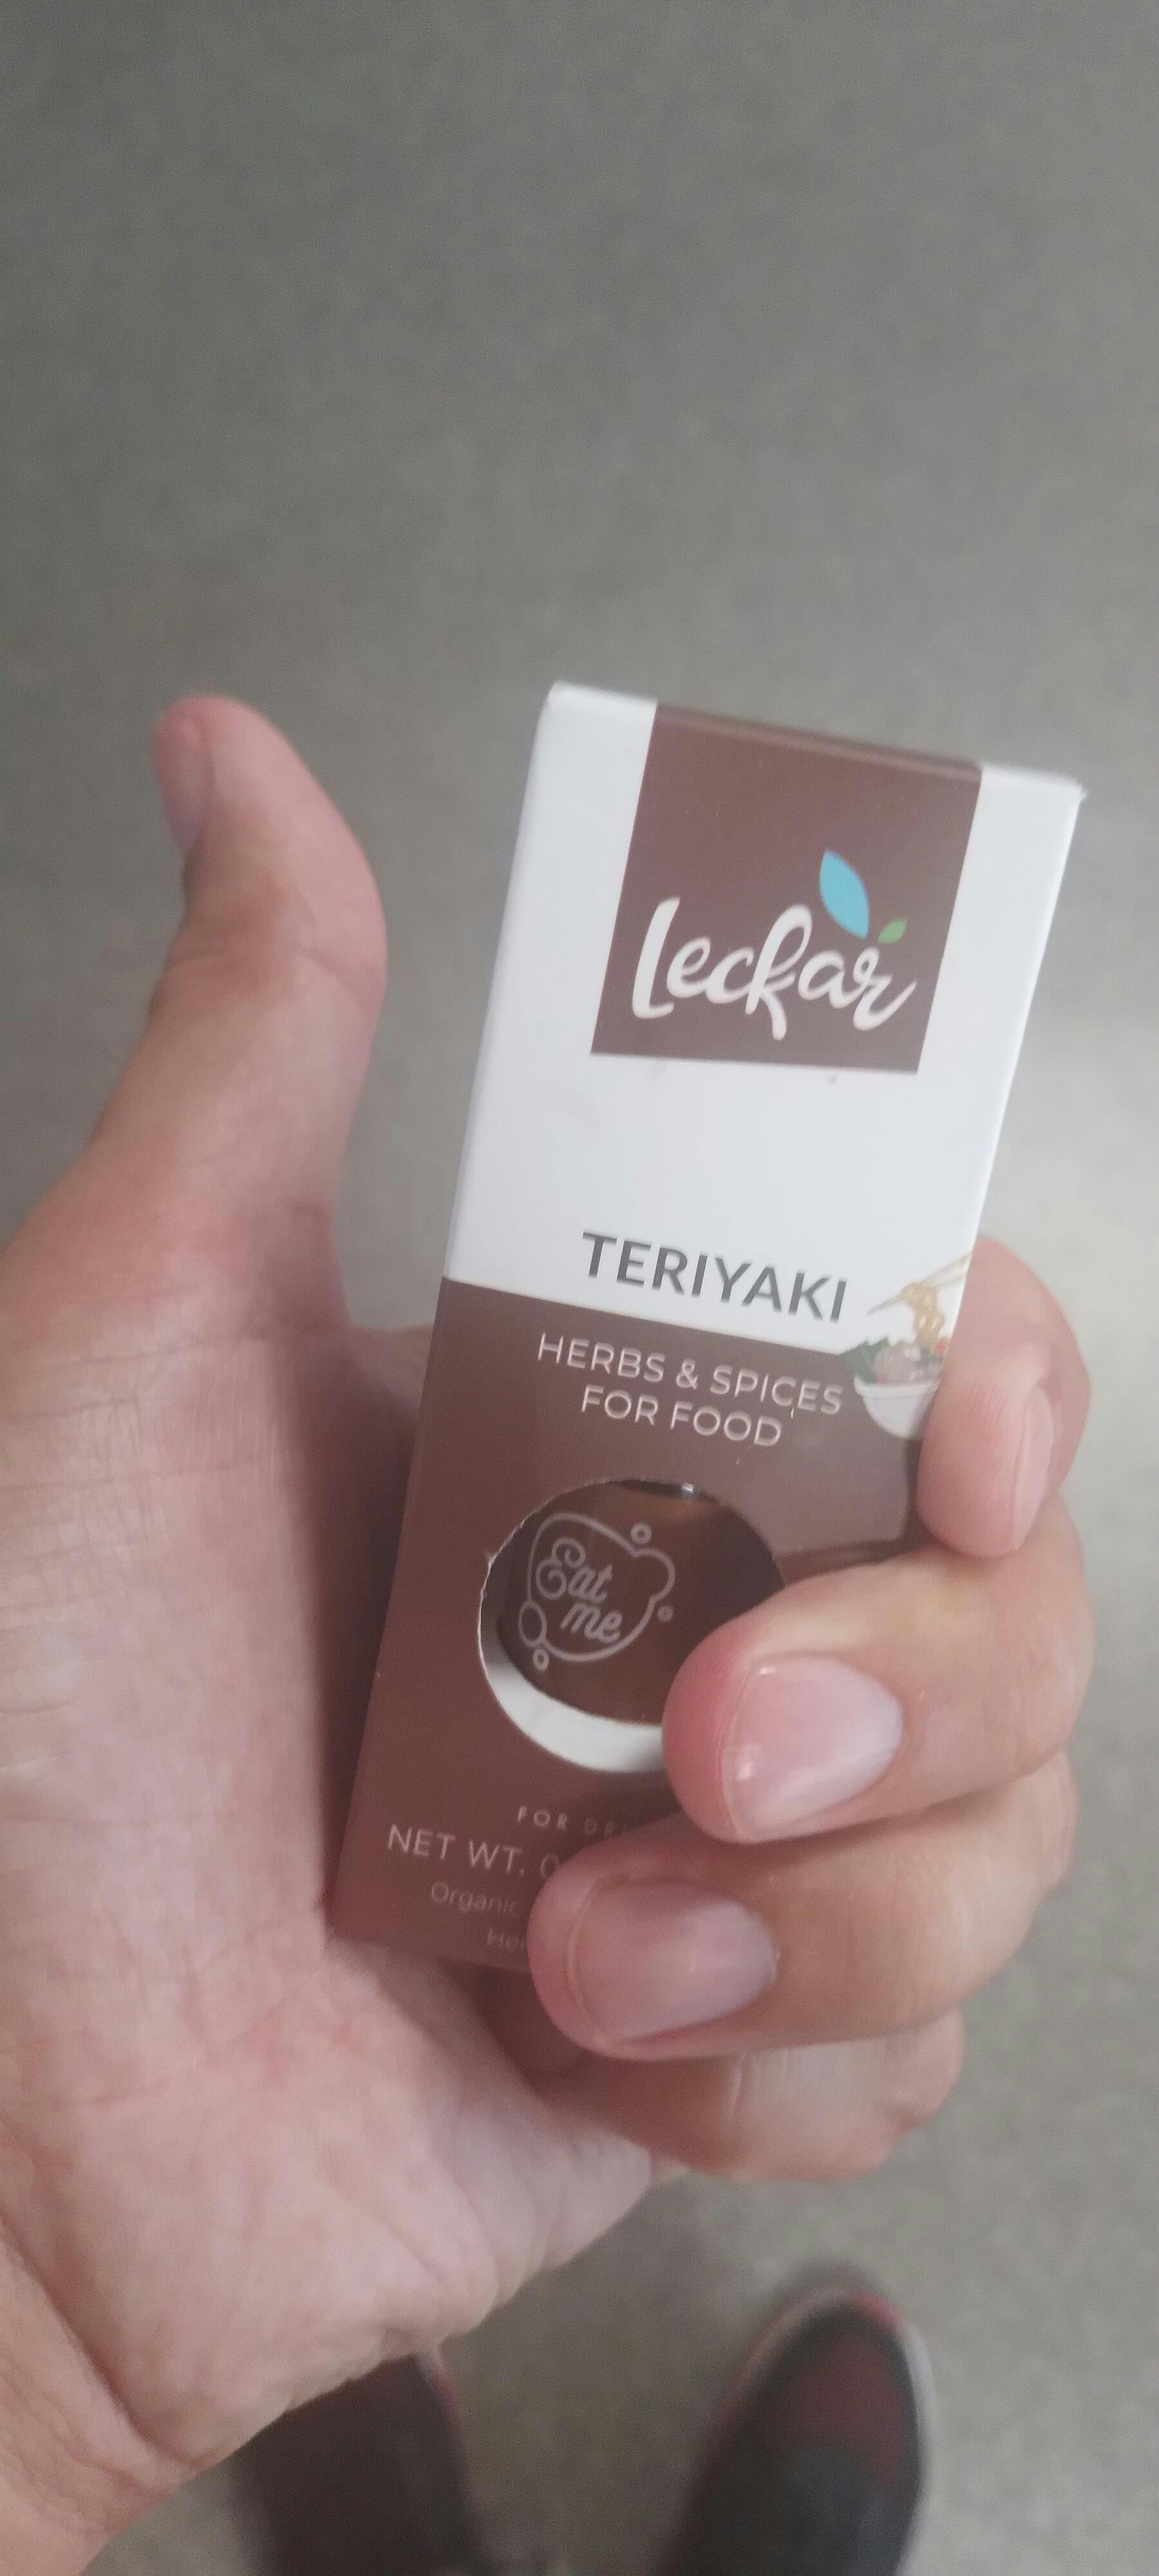 leckar
TERIYAKI
HERBS & SPICES
FOR FOOD
Eat
me
FOR
NET WT.
Organic